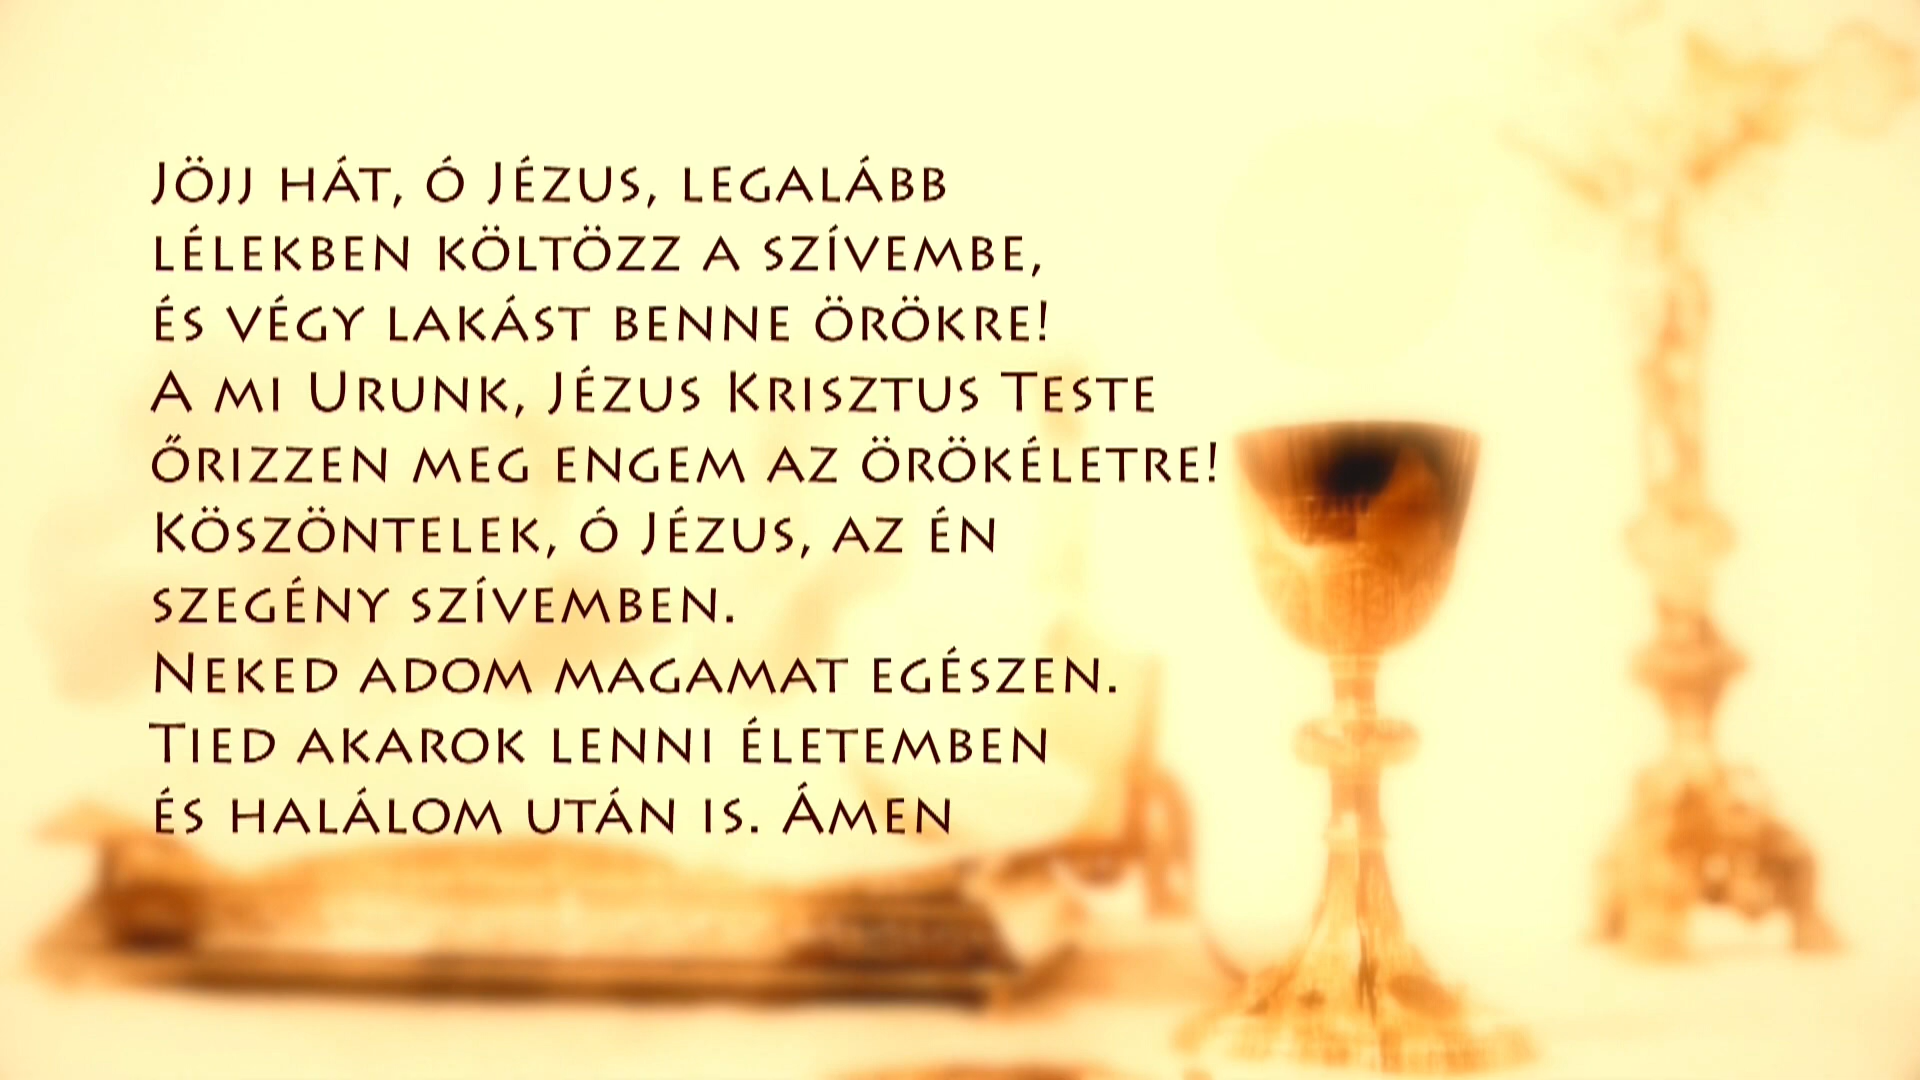 Jöjj hát, ó Jézus, legalább
lélekben költözz a szívembe,
és végy lakást benne örökre!
A mi Urunk, Jézus Krisztus Teste
őrizzen meg engem az örökéletre!
Köszöntelek, ó Jézus, az én
szegény szívemben.
Neked adom magamat egészen.
Tied akarok lenni életemben
és halálom után is. Ámen